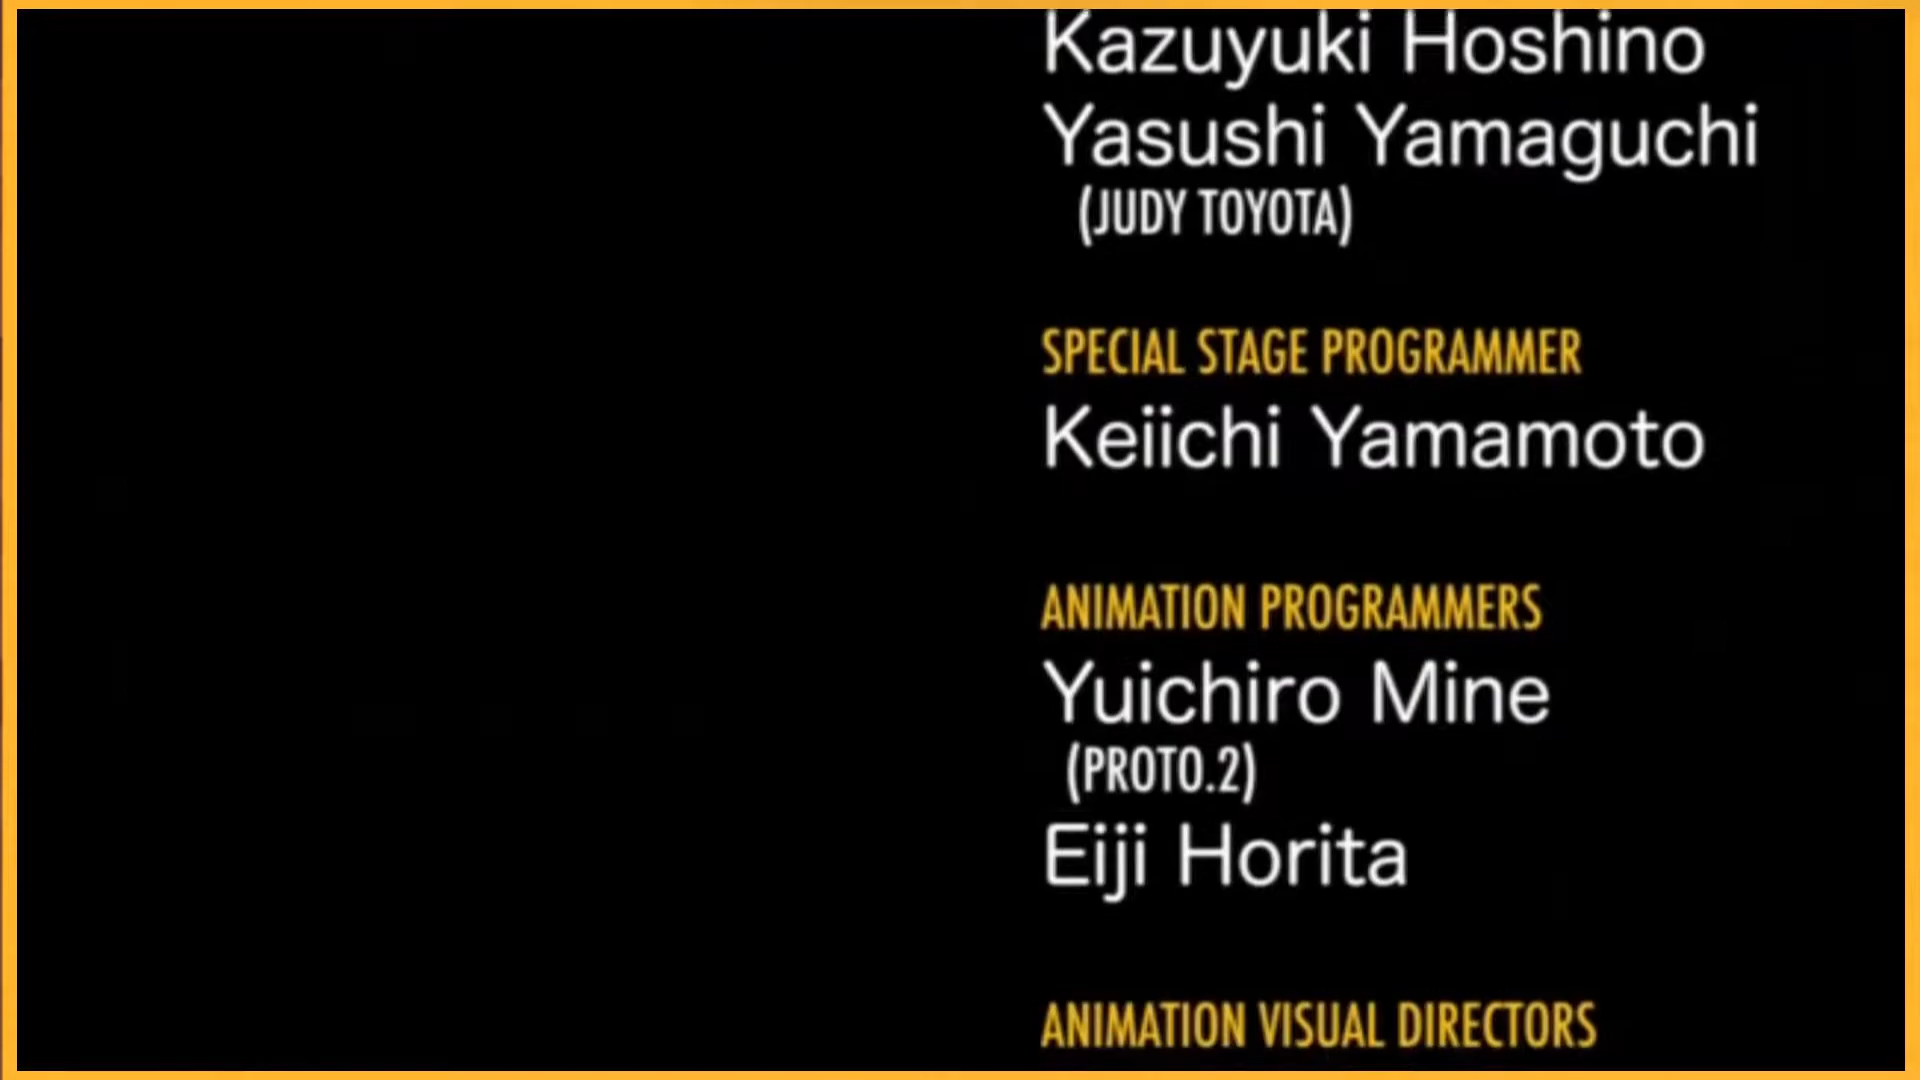 Kazuyuki Hoshino
Yasushi Yamaguchi
(JUDY TOYOTA)
SPECIAL STAGE PROGRAMMER
Keiichi Yamamoto
ANIMATION PROGRAMMERS
Yuichiro Mine
(PROTO.2)
Eiji Horita
ANIMATION VISUAL DIRECTORS